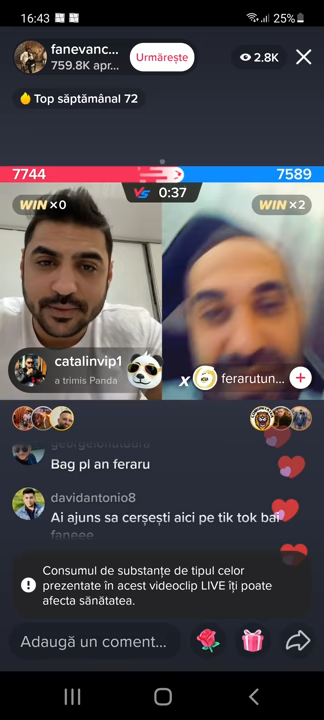 16:43
25%
fanevanc...
759.8K apr...
Urmărește
2.8K
Top săptămânal 72
7744
VS 0:37
7589
WIN ×0
WIN ×2
catalinvip1
a trimis Panda
x
ferarutun...
georgeionutdobra
Bag pl an feraru
davidantonio8
Ai ajuns sa cerșești aici pe tik tok bai
faneee
Consumul de substanțe de tipul celor
prezentate în acest videoclip LIVE îți poate
afecta sănătatea.
Adaugă un coment...